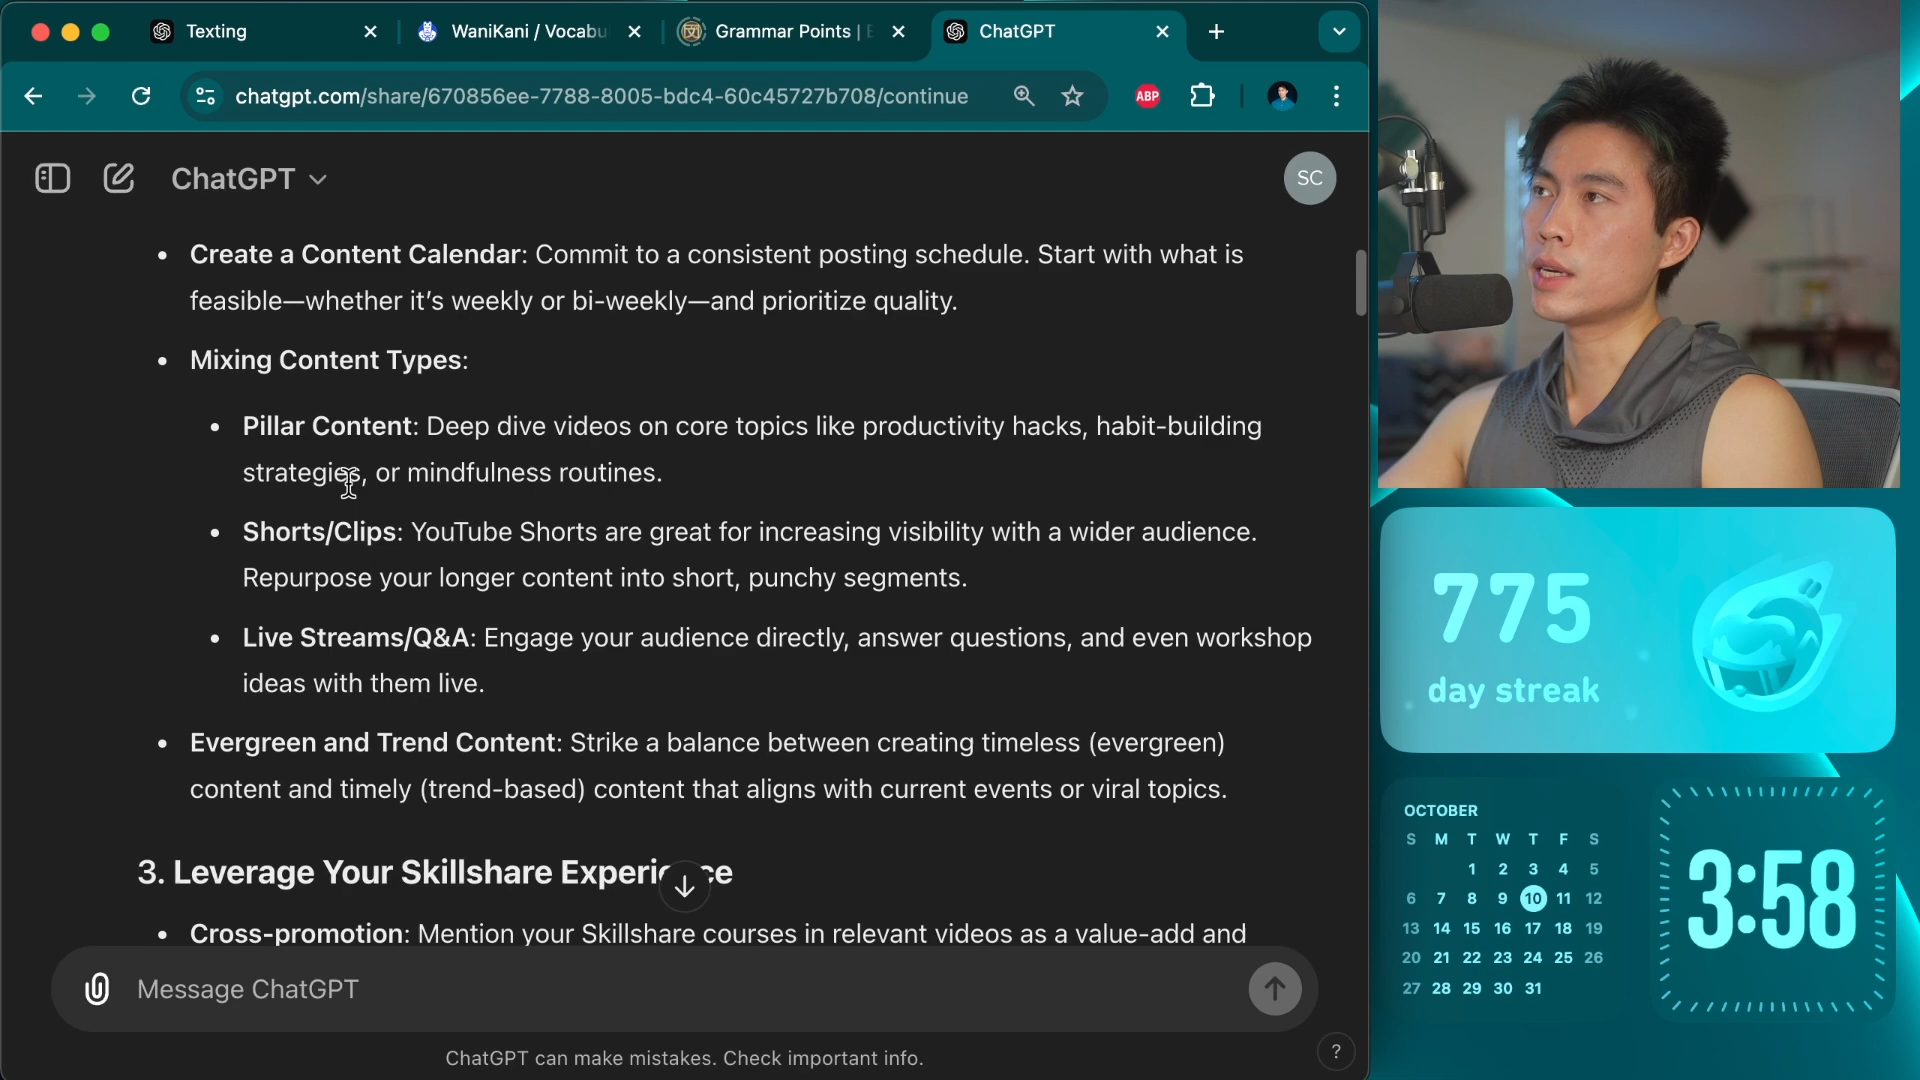 Texting
WaniKani / Vocabu
Grammar Points |
ChatGPT
chatgpt.com/share/670856ee-7788-8005-bdc4-60c45727b708/continue
ABP
ChatGPT
SC
• Create a Content Calendar: Commit to a consistent posting schedule. Start with what is
feasible—whether it’s weekly or bi-weekly—and prioritize quality.
• Mixing Content Types:
• Pillar Content: Deep dive videos on core topics like productivity hacks, habit-building
strategies, or mindfulness routines.
• Shorts/Clips: YouTube Shorts are great for increasing visibility with a wider audience.
Repurpose your longer content into short, punchy segments.
• Live Streams/Q&A: Engage your audience directly, answer questions, and even workshop
ideas with them live.
• Evergreen and Trend Content: Strike a balance between creating timeless (evergreen)
content and timely (trend-based) content that aligns with current events or viral topics.
3. Leverage Your Skillshare Experience
• Cross-promotion: Mention your Skillshare courses in relevant videos as a value-add and
Message ChatGPT
ChatGPT can make mistakes. Check important info.
?
775
day streak
OCTOBER
S M T W T F S
1 2 3 4 5
6 7 8 9 10 11 12
13 14 15 16 17 18 19
20 21 22 23 24 25 26
27 28 29 30 31
3:58